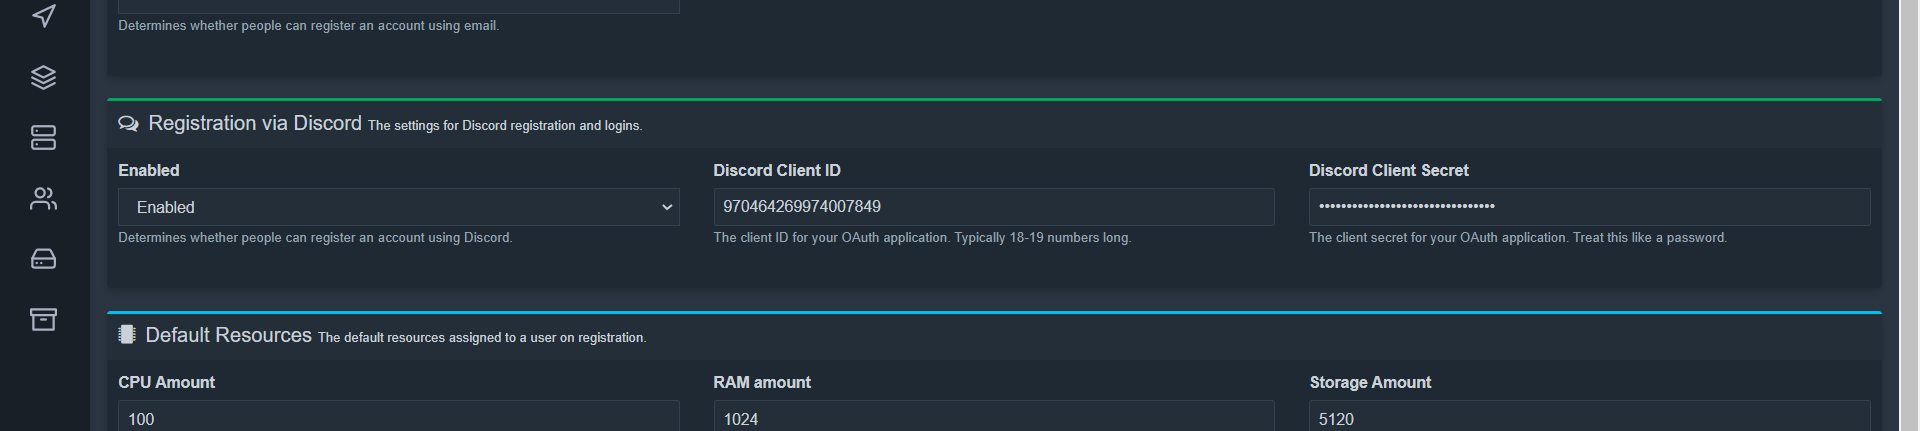 Determines whether people can register an account using email.
Registration via Discord The settings for Discord registration and logins.
Enabled
Discord Client ID
Discord Client Secret
Enabled
970464269974007849
••••••••••••••••••••••••••••••••
Determines whether people can register an account using Discord.
The client ID for your OAuth application. Typically 18-19 numbers long.
The client secret for your OAuth application. Treat this like a password.
Default Resources The default resources assigned to a user on registration.
CPU Amount
RAM amount
Storage Amount
100
1024
5120